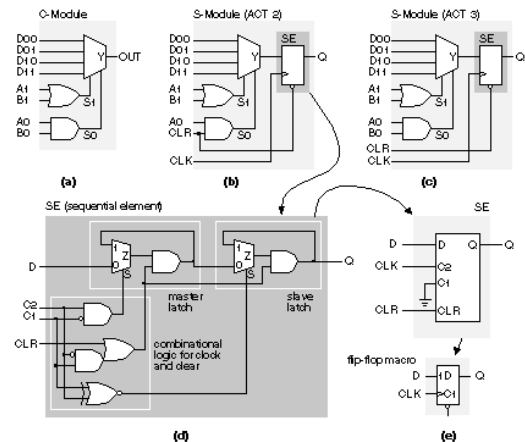 C-Module
D00
D01
D10
D11
A1
B1
A0
B0
Y
S1
S0
OUT
(a)
S-Module (ACT 2)
D00
D01
D10
D11
A1
B1
A0
CLR
CLK
Y
S1
S0
SE
Q
(b)
S-Module (ACT 3)
D00
D01
D10
D11
A1
B1
A0
B0
CLR
CLK
Y
S1
S0
SE
Q
(c)
SE (sequential element)
D
C2
C1
CLR
1
0
Z
S
master
latch
1
0
Z
S
slave
latch
Q
combinational
logic for clock
and clear
(d)
SE
D
CLK
CLR
D
C2
C1
CLR
Q
Q
flip-flop macro
D
CLK
1D
C1
Q
(e)